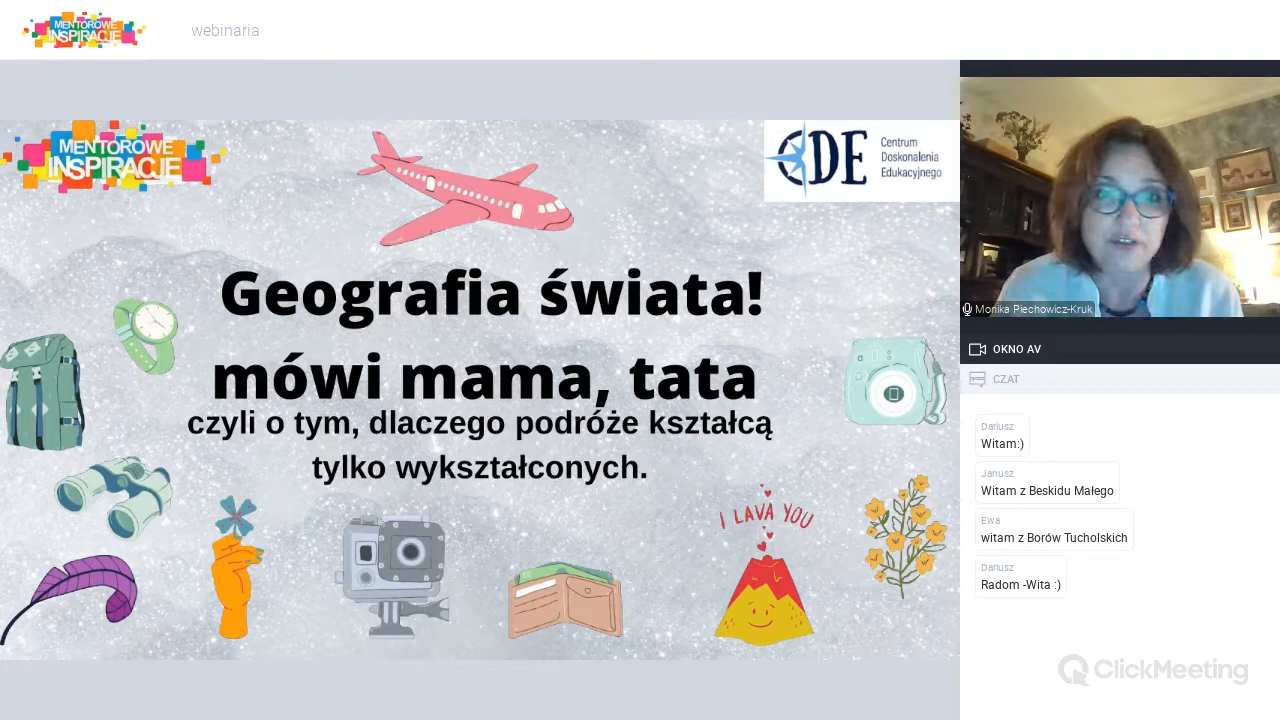 MENTOROWE
INSPIRACJE
webinaria
MENTOROWE
INSPIRACJE
CDE
Centrum
Doskonalenia
Edukacyjnego
Geografia świata!
mówi mama, tata
czyli o tym, dlaczego podróże kształcą
tylko wykształconych.
I LAVA YOU
Monika Piechowicz-Kruk
OKNO AV
CZAT
Dariusz
Witam:)
Janusz
Witam z Beskidu Małego
Ewa
witam z Borów Tucholskich
Dariusz
Radom -Wita :)
ClickMeeting